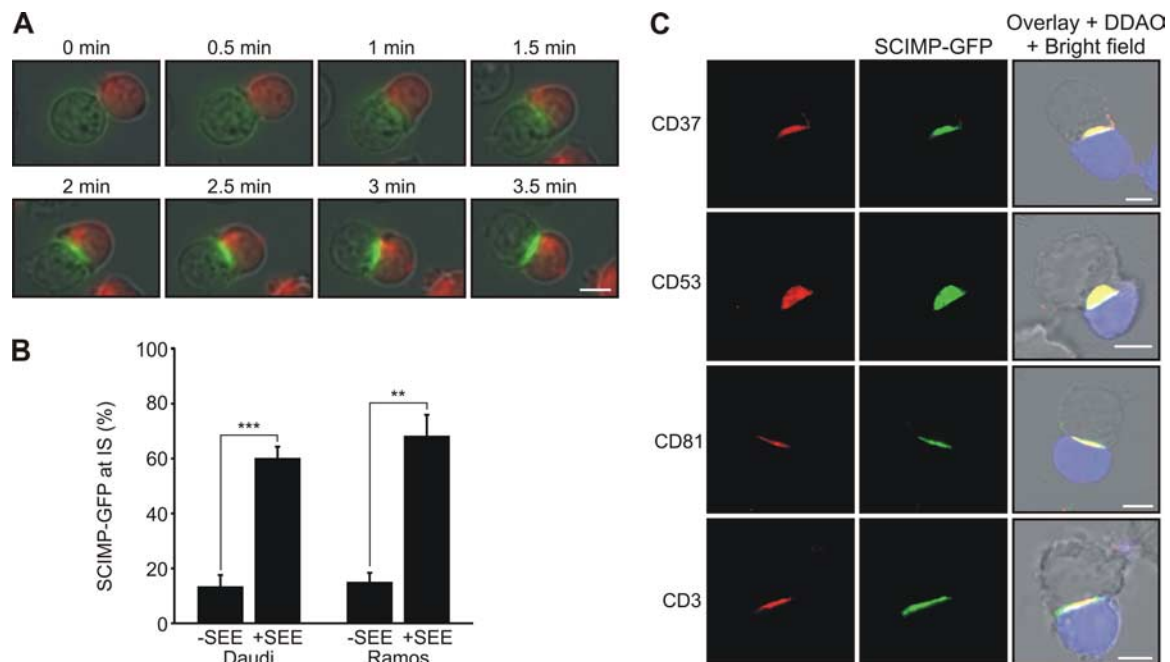 A
0 min 0.5 min 1 min 1.5 min
2 min 2.5 min 3 min 3.5 min
B
SCIMP-GFP at IS (%)
100
80
60
40
20
0
*** **
-SEE +SEE -SEE +SEE
Daudi Ramos
C
Overlay + DDAO
SCIMP-GFP + Bright field
CD37
CD53
CD81
CD3